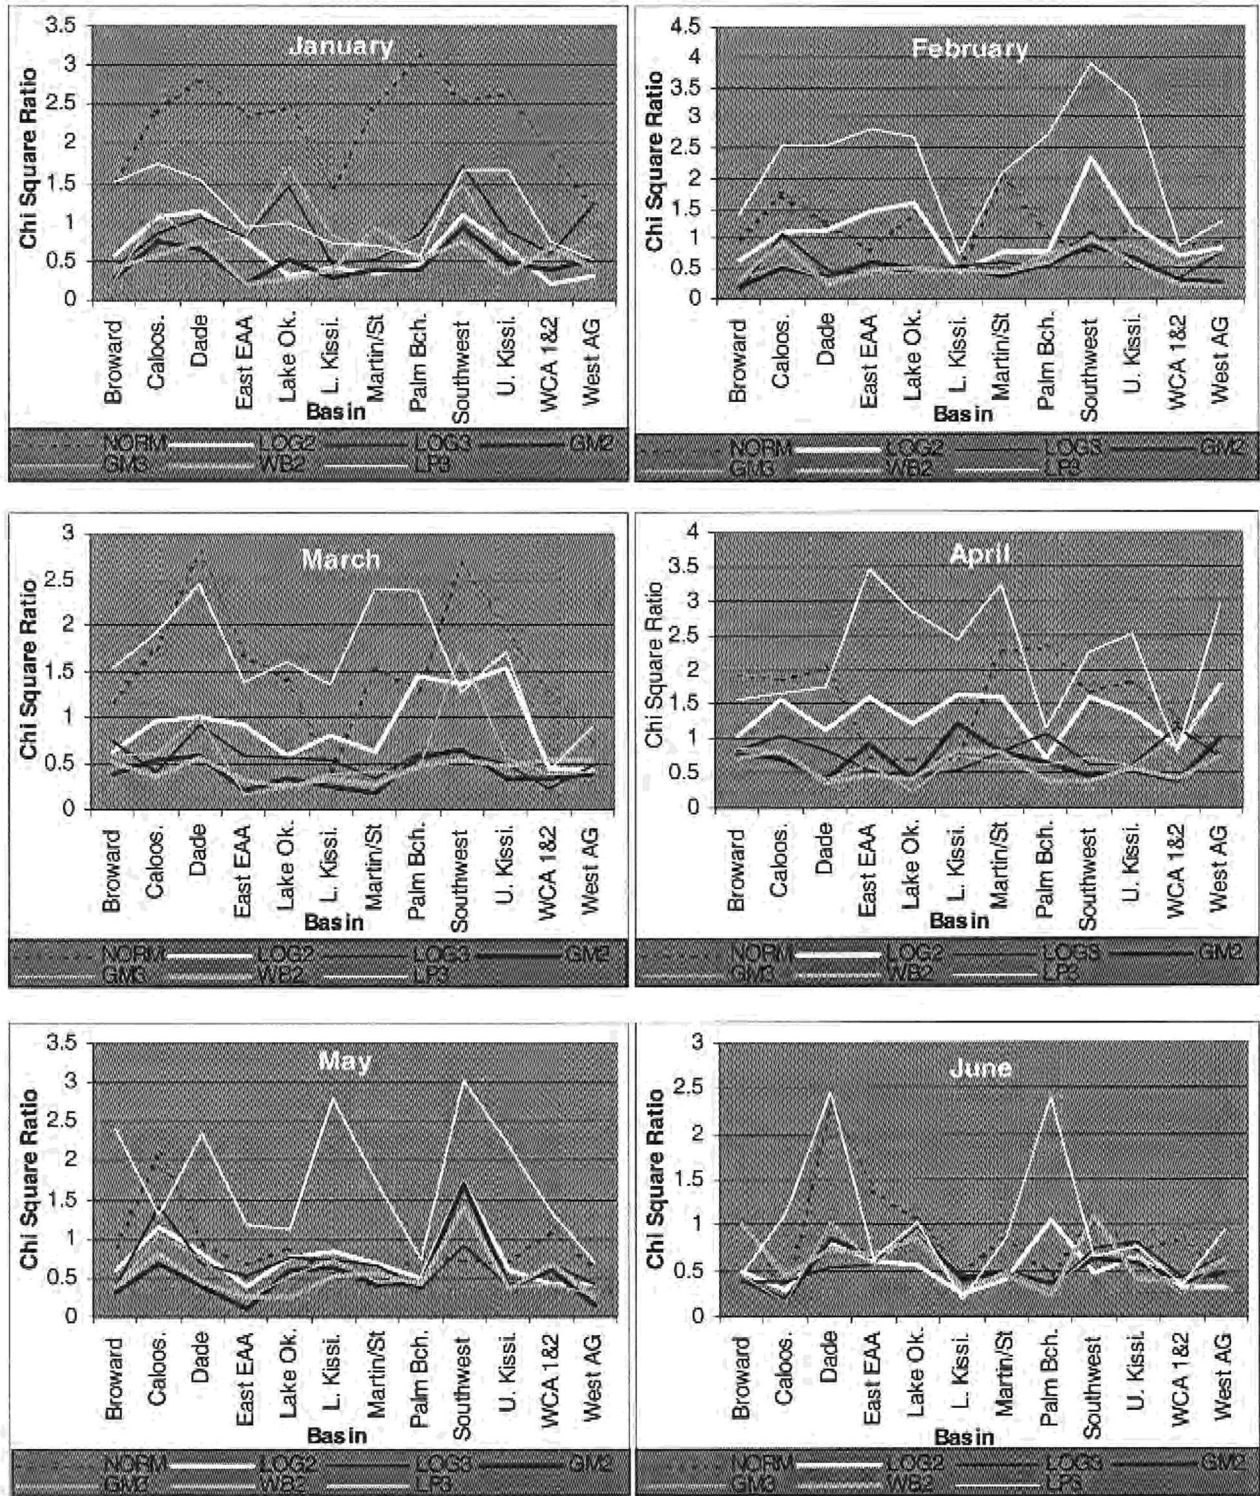 January
Chi Square Ratio
3.5
3
2.5
2
1.5
1
0.5
0
Broward
Caloos.
Dade
East EAA
Lake Ok.
L. Kissi.
Martin/St
Palm Bch.
Southwest
U. Kissi.
WCA 1&2
West AG
Basin
NORM LOG2 LOG3 GM2
GM3 WB2 LP3
February
Chi Square Ratio
4.5
4
3.5
3
2.5
2
1.5
1
0.5
0
Broward
Caloos.
Dade
East EAA
Lake Ok.
L. Kissi.
Martin/St
Palm Bch.
Southwest
U. Kissi.
WCA 1&2
West AG
Basin
NORM LOG2 LOG3 GM2
GM3 WB2 LP3
March
Chi Square Ratio
3
2.5
2
1.5
1
0.5
0
Broward
Caloos.
Dade
East EAA
Lake Ok.
L. Kissi.
Martin/St
Palm Bch.
Southwest
U. Kissi.
WCA 1&2
West AG
Basin
NORM LOG2 LOG3 GM2
GM3 WB2 LP3
April
Chi Square Ratio
4
3.5
3
2.5
2
1.5
1
0.5
0
Broward
Caloos.
Dade
East EAA
Lake Ok.
L. Kissi.
Martin/St
Palm Bch.
Southwest
U. Kissi.
WCA 1&2
West AG
Basin
NORM LOG2 LOG3 GM2
GM3 WB2 LP3
May
Chi Square Ratio
3.5
3
2.5
2
1.5
1
0.5
0
Broward
Caloos.
Dade
East EAA
Lake Ok.
L. Kissi.
Martin/St
Palm Bch.
Southwest
U. Kissi.
WCA 1&2
West AG
Basin
NORM LOG2 LOG3 GM2
GM3 WB2 LP3
June
Chi Square Ratio
3
2.5
2
1.5
1
0.5
0
Broward
Caloos.
Dade
East EAA
Lake Ok.
L. Kissi.
Martin/St
Palm Bch.
Southwest
U. Kissi.
WCA 1&2
West AG
Basin
NORM LOG2 LOG3 GM2
GM3 WB2 LP3